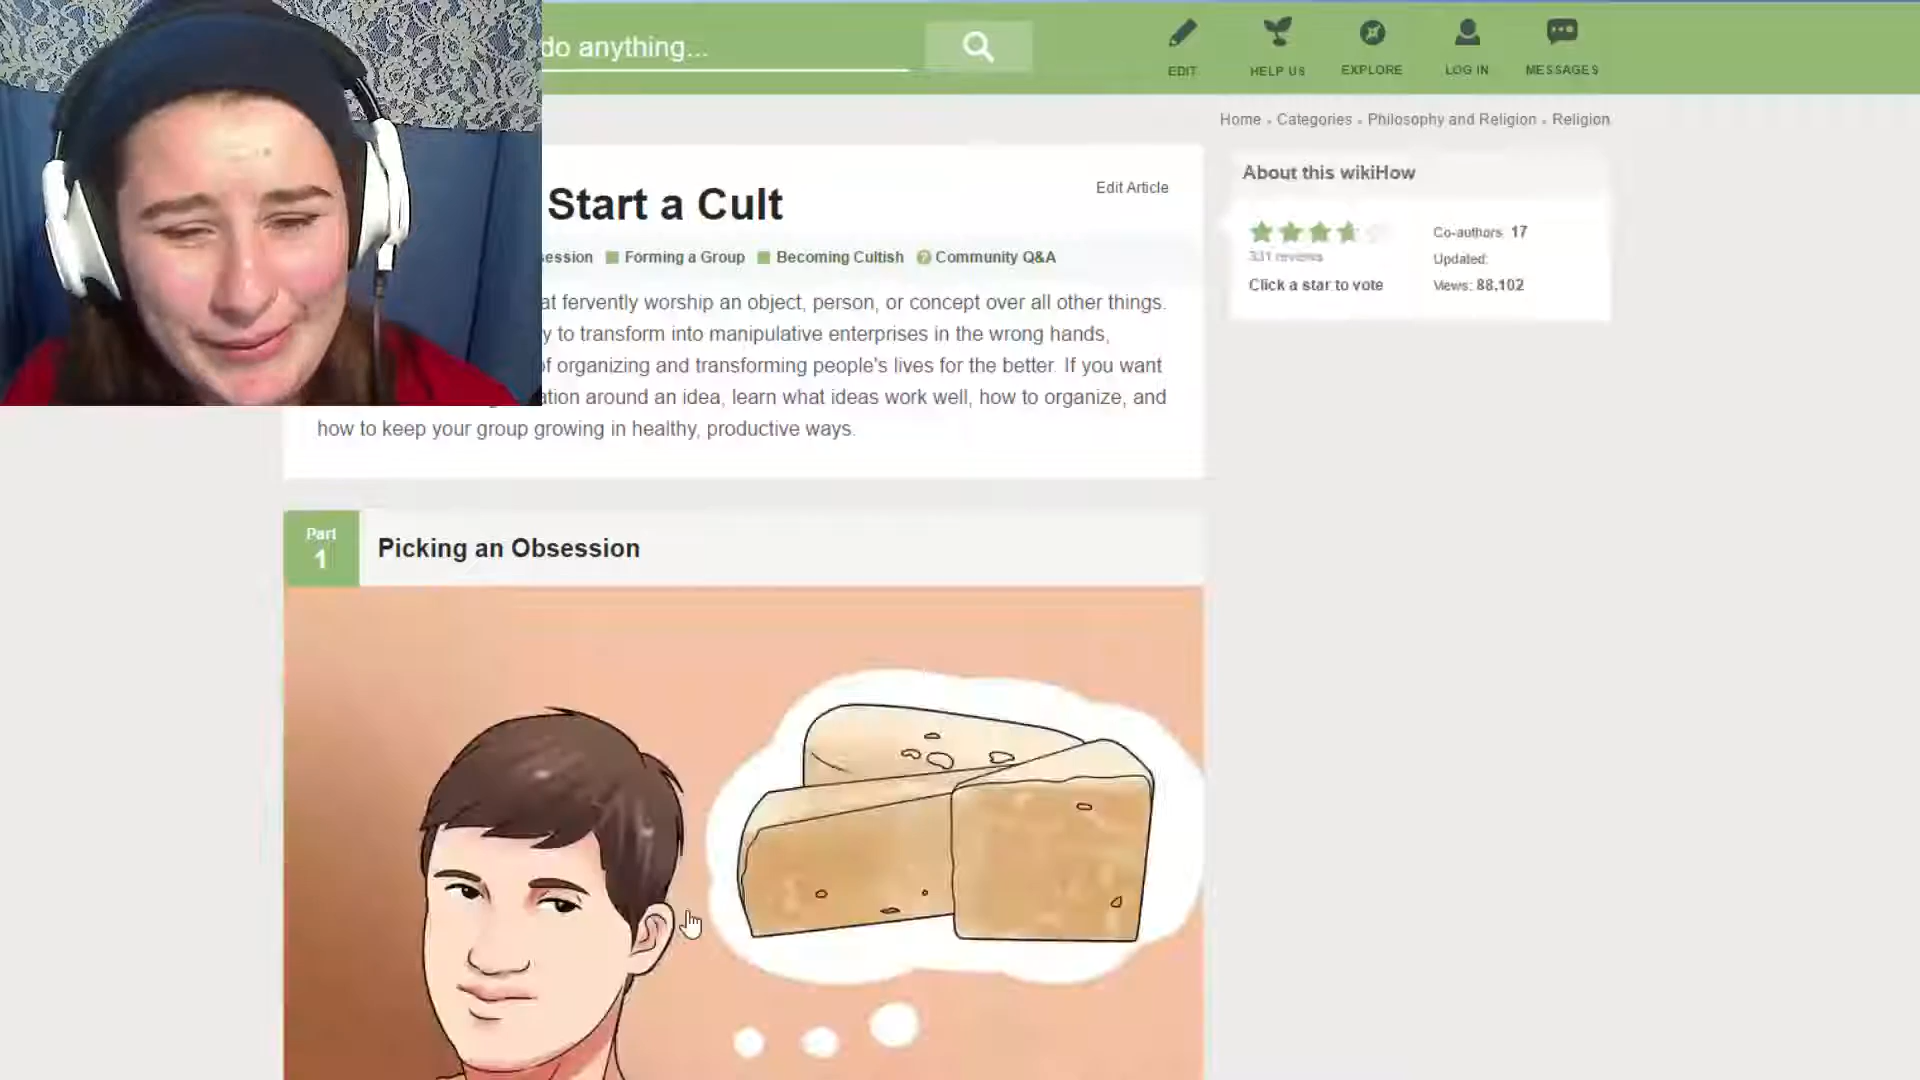 do anything...
EDIT
HELP US
EXPLORE
LOG IN
MESSAGES
Home • Categories • Philosophy and Religion • Religion
Start a Cult
Edit Article
ession Forming a Group Becoming Cultish Community Q&A
at fervently worship an object, person, or concept over all other things.
y to transform into manipulative enterprises in the wrong hands,
of organizing and transforming people's lives for the better. If you want
ation around an idea, learn what ideas work well, how to organize, and
how to keep your group growing in healthy, productive ways.
About this wikiHow
331 reviews
Click a star to vote
Co-authors: 17
Updated:
Views: 88,102
Part
1
Picking an Obsession